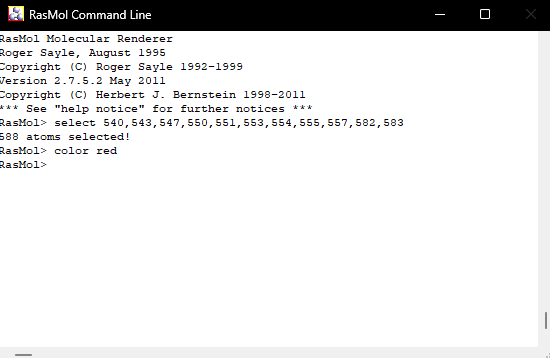 RasMol Command Line
RasMol Molecular Renderer
Roger Sayle, August 1995
Copyright (C) Roger Sayle 1992-1999
Version 2.7.5.2 May 2011
Copyright (C) Herbert J. Bernstein 1998-2011
*** See "help notice" for further notices ***
RasMol> select 540,543,547,550,551,553,554,555,557,582,583
588 atoms selected!
RasMol> color red
RasMol>